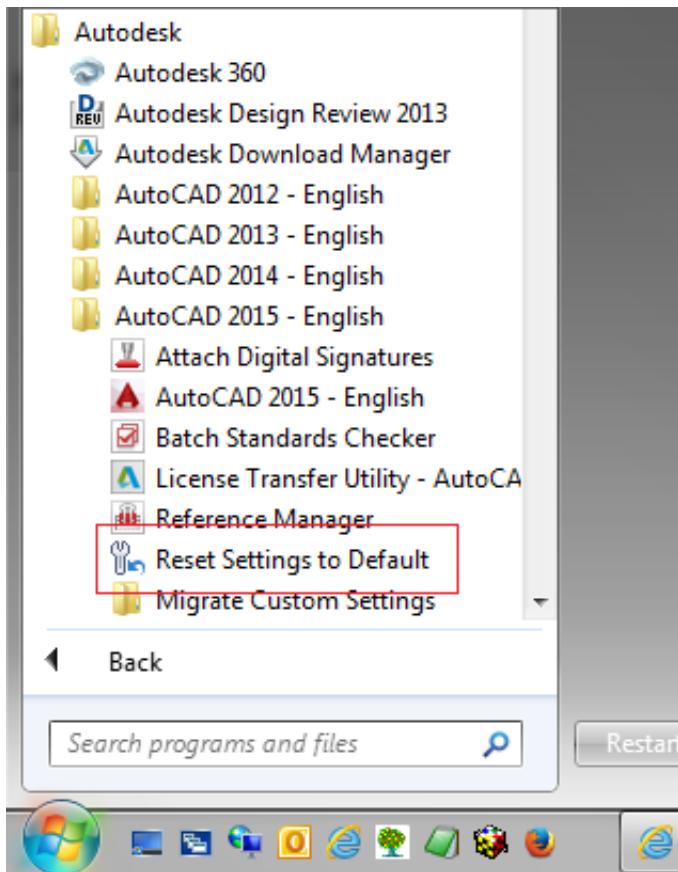 Autodesk
Autodesk 360
D REV Autodesk Design Review 2013
Autodesk Download Manager
AutoCAD 2012 - English
AutoCAD 2013 - English
AutoCAD 2014 - English
AutoCAD 2015 - English
Attach Digital Signatures
AutoCAD 2015 - English
Batch Standards Checker
License Transfer Utility - AutoCA
Reference Manager
Reset Settings to Default
Migrate Custom Settings
Back
Search programs and files
Restart